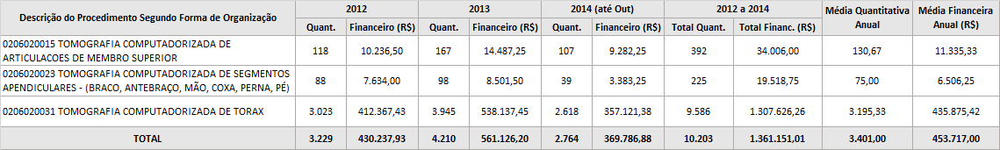 Descrição do Procedimento Segundo Forma de Organização 2012 2013 2014 (até Out) 2012 a 2014 Média Quantitativa Anual Média Financeira Anual (R$)
Quant. Financeiro (R$) Quant. Financeiro (R$) Quant. Financeiro (R$) Total Quant. Total Financ. (R$)
0206020015 TOMOGRAFIA COMPUTADORIZADA DE
ARTICULACOES DE MEMBRO SUPERIOR 118 10.236,50 167 14.487,25 107 9.282,25 392 34.006,00 130,67 11.335,33
0206020023 TOMOGRAFIA COMPUTADORIZADA DE SEGMENTOS
APENDICULARES - (BRACO, ANTEBRAÇO, MÃO, COXA, PERNA, PÉ) 88 7.634,00 98 8.501,50 39 3.383,25 225 19.518,75 75,00 6.506,25
0206020031 TOMOGRAFIA COMPUTADORIZADA DE TORAX 3.023 412.367,43 3.945 538.137,45 2.618 357.121,38 9.586 1.307.626,26 3.195,33 435.875,42
TOTAL 3.229 430.237,93 4.210 561.126,20 2.764 369.786,88 10.203 1.361.151,01 3.401,00 453.717,00